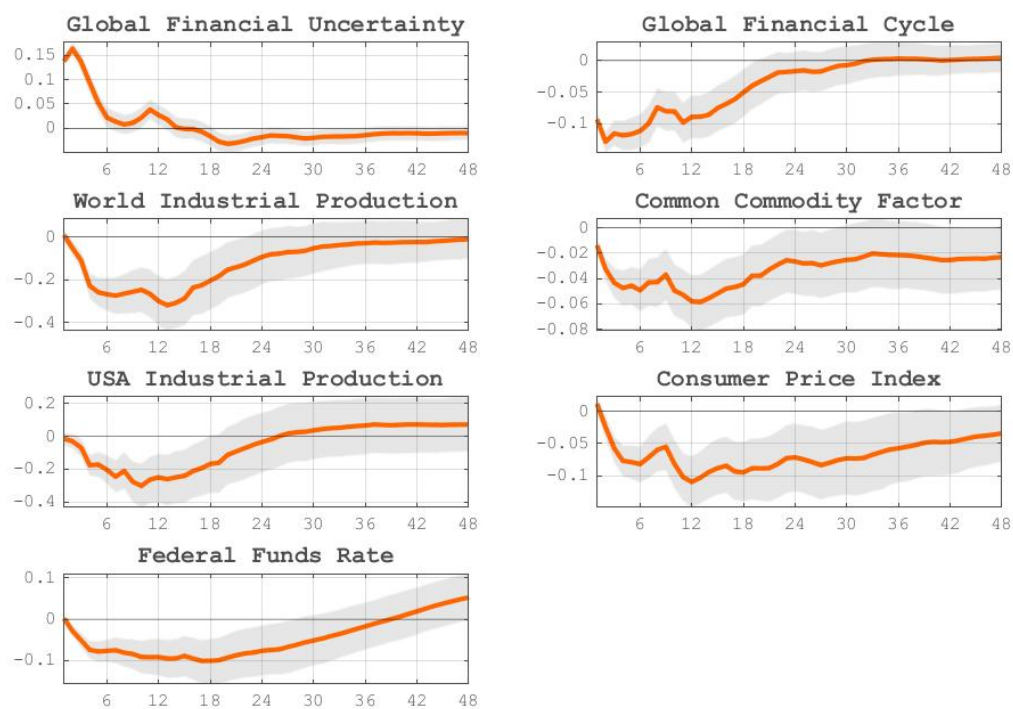 Global Financial Uncertainty
0.15
0.1
0.05
0
6 12 18 24 30 36 42 48
Global Financial Cycle
0
-0.05
-0.1
6 12 18 24 30 36 42 48
World Industrial Production
0
-0.2
-0.4
6 12 18 24 30 36 42 48
Common Commodity Factor
0
-0.02
-0.04
-0.06
-0.08
6 12 18 24 30 36 42 48
USA Industrial Production
0.2
0
-0.2
-0.4
6 12 18 24 30 36 42 48
Consumer Price Index
0
-0.05
-0.1
6 12 18 24 30 36 42 48
Federal Funds Rate
0.1
0
-0.1
6 12 18 24 30 36 42 48